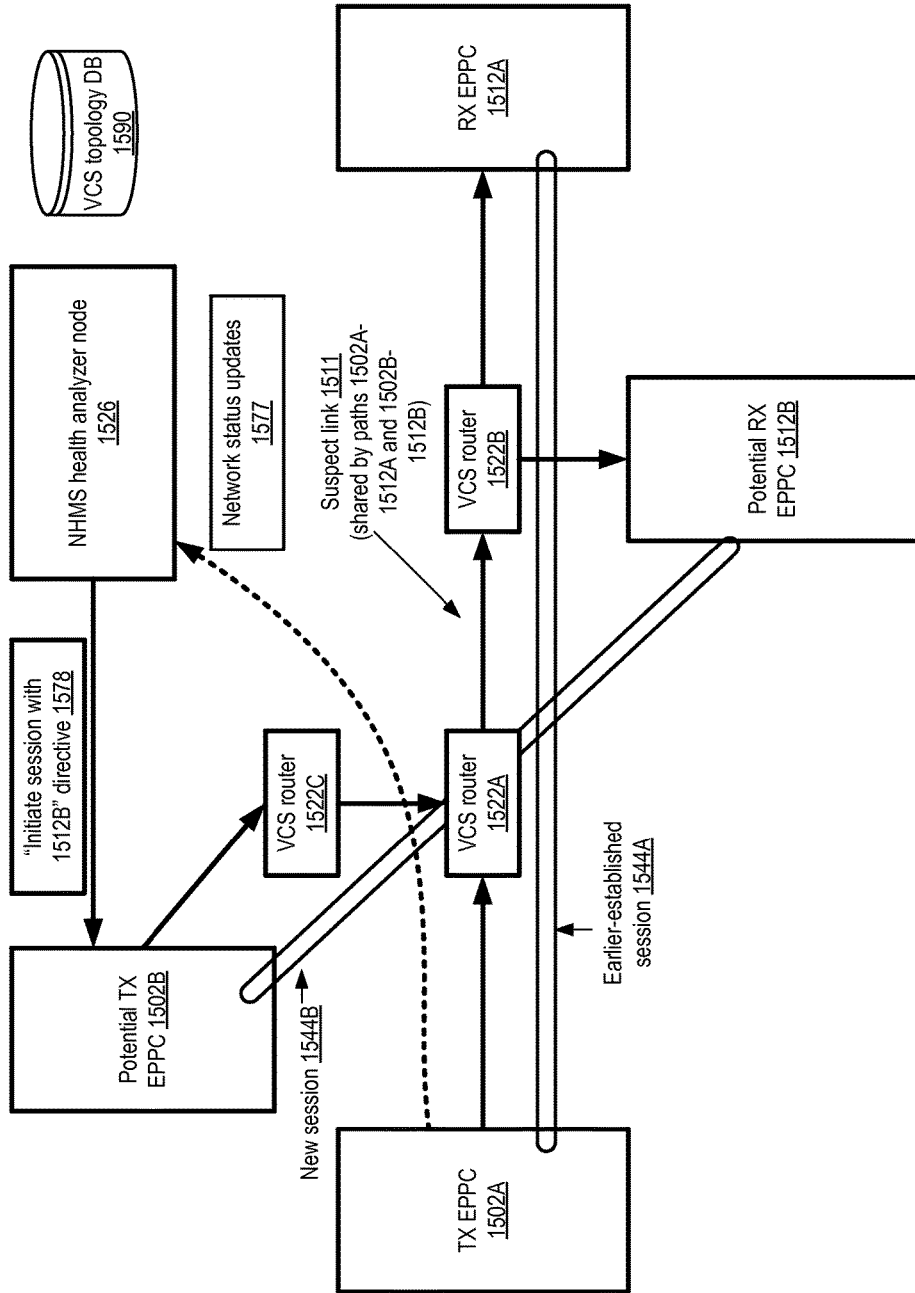 VCS topology DB
1590
NHMS health analyzer node
1526
Network status updates
1577
“Initiate session with
1512B” directive 1578
Potential TX
EPPC 1502B
VCS router
1522C
New session 1544B
Suspect link 1511
(shared by paths 1502A-
1512A and 1502B-
1512B)
TX EPPC
1502A
VCS router
1522A
VCS router
1522B
RX EPPC
1512A
Earlier-established
session 1544A
Potential RX
EPPC 1512B